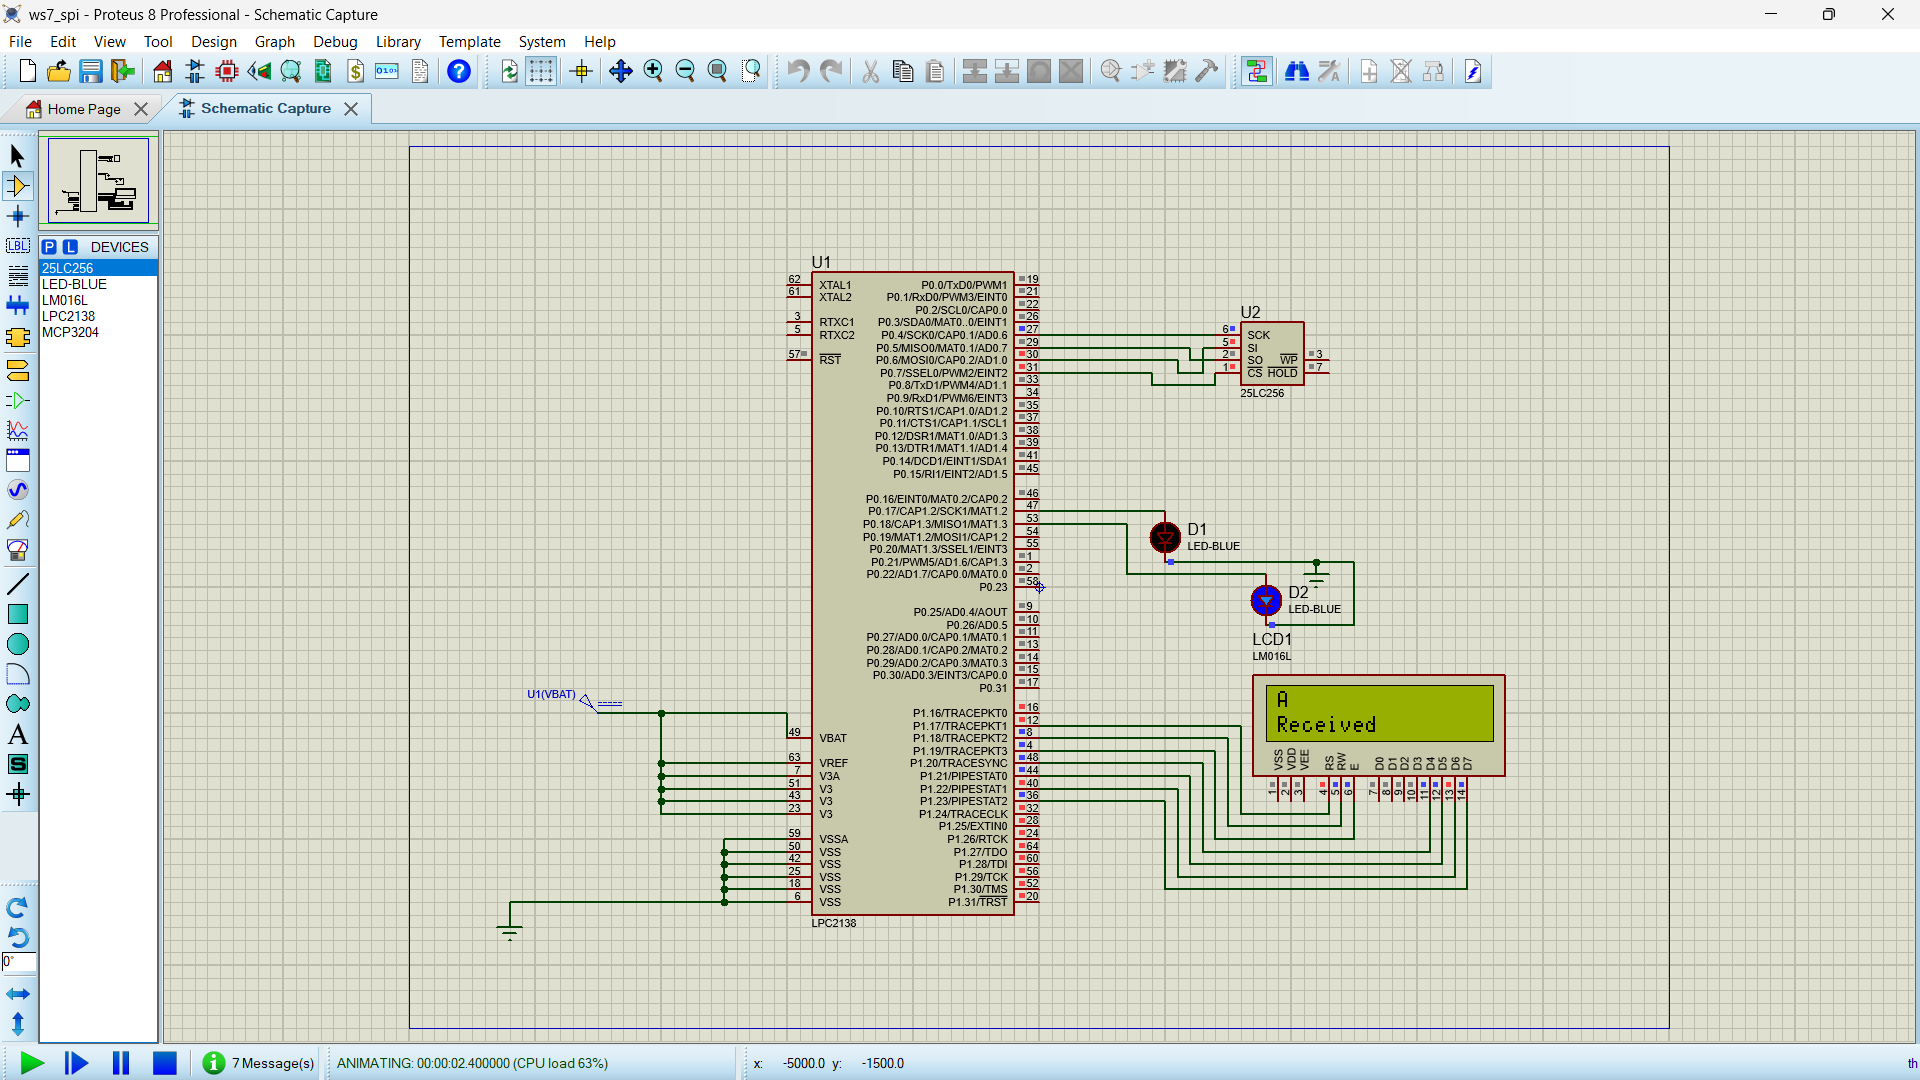 ws7_spi - Proteus 8 Professional - Schematic Capture
File Edit View Tool Design Graph Debug Library Template System Help
Home Page
Schematic Capture
P L DEVICES
25LC256
LED-BLUE
LM016L
LPC2138
MCP3204
LBL
A
S
0°
U1
62 XTAL1
61 XTAL2
3 RTXC1
5 RTXC2
57 RST
P0.0/TxD0/PWM1 19
P0.1/RxD0/PWM3/EINT0 21
P0.2/SCL0/CAP0.0 22
P0.3/SDA0/MAT0..0/EINT1 26
P0.4/SCK0/CAP0.1/AD0.6 27
P0.5/MISO0/MAT0.1/AD0.7 29
P0.6/MOSI0/CAP0.2/AD1.0 30
P0.7/SSEL0/PWM2/EINT2 31
P0.8/TxD1/PWM4/AD1.1 33
P0.9/RxD1/PWM6/EINT3 34
P0.10/RTS1/CAP1.0/AD1.2 35
P0.11/CTS1/CAP1.1/SCL1 37
P0.12/DSR1/MAT1.0/AD1.3 38
P0.13/DTR1/MAT1.1/AD1.4 39
P0.14/DCD1/EINT1/SDA1 41
P0.15/RI1/EINT2/AD1.5 45
P0.16/EINT0/MAT0.2/CAP0.2 46
P0.17/CAP1.2/SCK1/MAT1.2 47
P0.18/CAP1.3/MISO1/MAT1.3 53
P0.19/MAT1.2/MOSI1/CAP1.2 54
P0.20/MAT1.3/SSEL1/EINT3 55
P0.21/PWM5/AD1.6/CAP1.3 1
P0.22/AD1.7/CAP0.0/MAT0.0 2
P0.23 58
P0.25/AD0.4/AOUT 9
P0.26/AD0.5 10
P0.27/AD0.0/CAP0.1/MAT0.1 11
P0.28/AD0.1/CAP0.2/MAT0.2 13
P0.29/AD0.2/CAP0.3/MAT0.3 14
P0.30/AD0.3/EINT3/CAP0.0 15
P0.31 17
P1.16/TRACEPKT0 16
P1.17/TRACEPKT1 12
P1.18/TRACEPKT2 8
P1.19/TRACEPKT3 4
P1.20/TRACESYNC 48
P1.21/PIPESTAT0 44
P1.22/PIPESTAT1 40
P1.23/PIPESTAT2 36
P1.24/TRACECLK 32
P1.25/EXTIN0 28
P1.26/RTCK 24
P1.27/TDO 64
P1.28/TDI 60
P1.29/TCK 56
P1.30/TMS 52
P1.31/TRST 20
U1(VBAT)
49 VBAT
63 VREF
7 V3A
51 V3
43 V3
23 V3
59 VSSA
50 VSS
42 VSS
25 VSS
18 VSS
6 VSS
LPC2138
U2
6 SCK
5 SI
2 SO WP 3
1 CS HOLD 7
25LC256
D1
LED-BLUE
D2
LED-BLUE
LCD1
LM016L
A
Received
VSS VDD VEE RS RW E D0 D1 D2 D3 D4 D5 D6 D7
1 2 3 4 5 6 7 8 9 10 11 12 13 14
7 Message(s)
ANIMATING: 00:00:02.400000 (CPU load 63%)
x: -5000.0 y: -1500.0
th